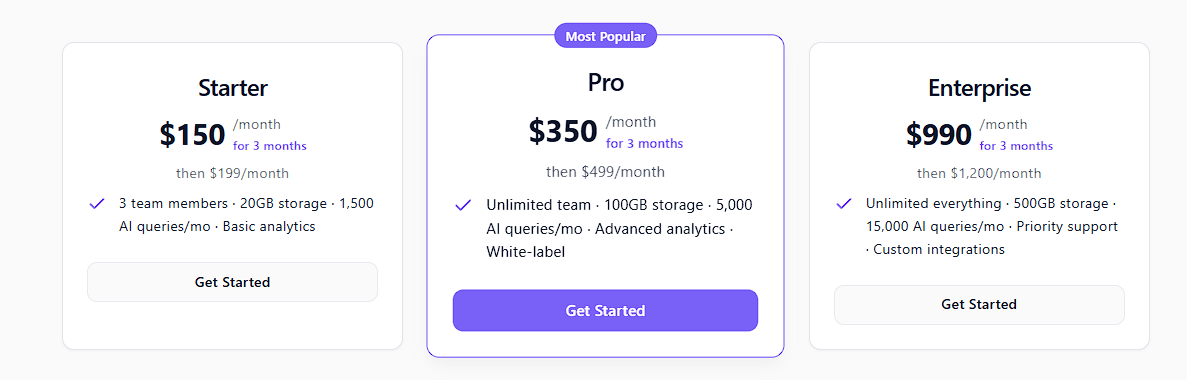 Most Popular
Starter
$150 /month
for 3 months
then $199/month
3 team members · 20GB storage · 1,500
AI queries/mo · Basic analytics
Get Started
Pro
$350 /month
for 3 months
then $499/month
Unlimited team · 100GB storage · 5,000
AI queries/mo · Advanced analytics ·
White-label
Get Started
Enterprise
$990 /month
for 3 months
then $1,200/month
Unlimited everything · 500GB storage ·
15,000 AI queries/mo · Priority support
· Custom integrations
Get Started